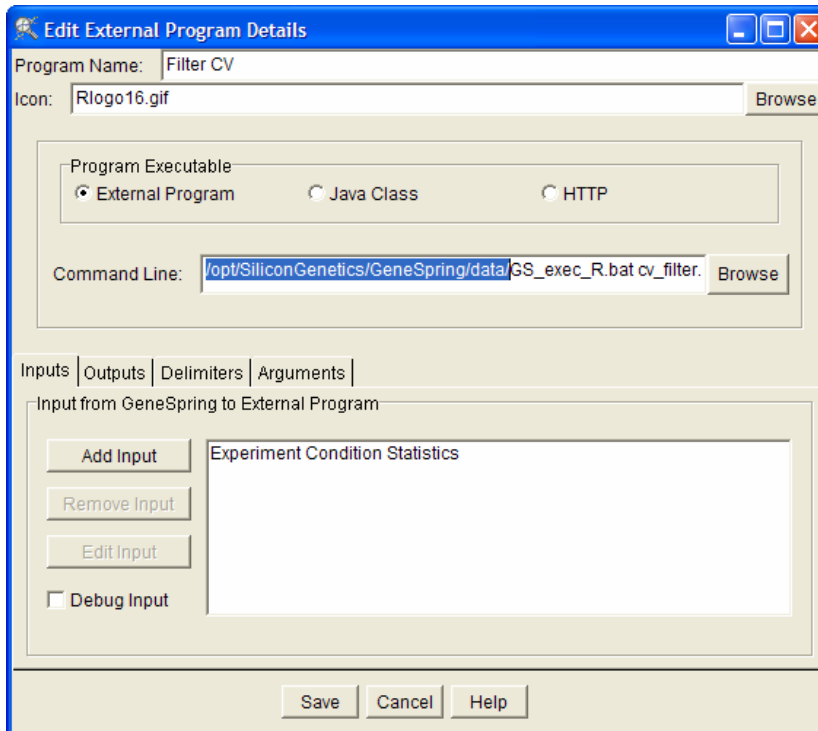 Edit External Program Details
Program Name: Filter CV
Icon: Rlogo16.gif Browse
Program Executable
External Program Java Class HTTP
Command Line: /opt/SiliconGenetics/GeneSpring/data/GS_exec_R.bat cv_filter. Browse
Inputs Outputs Delimiters Arguments
Input from GeneSpring to External Program
Add Input Experiment Condition Statistics
Remove Input
Edit Input
Debug Input
Save Cancel Help